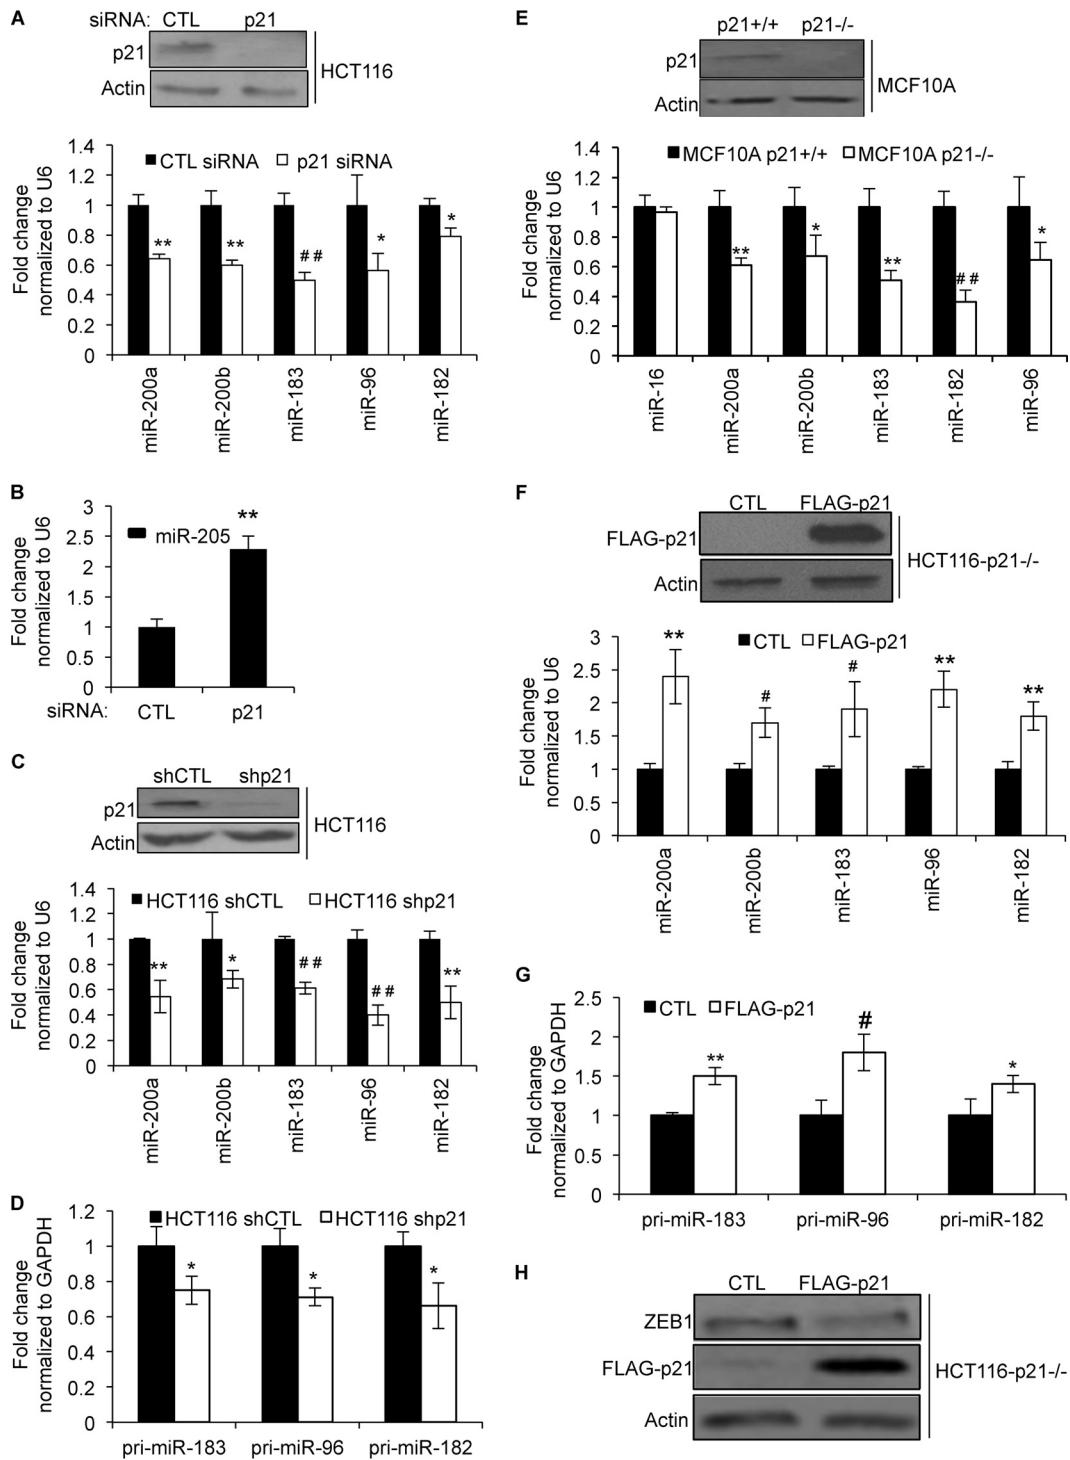 A
siRNA: CTL p21
p21
Actin
HCT116
Fold change
normalized to U6
CTL siRNA p21 siRNA
1.4
1.2
1
0.8
0.6
0.4
0.2
0
** ** ## * *
miR-200a miR-200b miR-183 miR-96 miR-182
B
Fold change
normalized to U6
miR-205
3
2.5
2
1.5
1
0.5
0
**
siRNA: CTL p21
C
shCTL shp21
p21
Actin
HCT116
Fold change
normalized to U6
HCT116 shCTL HCT116 shp21
1.4
1.2
1
0.8
0.6
0.4
0.2
0
** * ## ## **
miR-200a miR-200b miR-183 miR-96 miR-182
D
Fold change
normalized to GAPDH
HCT116 shCTL HCT116 shp21
1.2
1
0.8
0.6
0.4
0.2
0
* * *
pri-miR-183 pri-miR-96 pri-miR-182
E
p21+/+ p21-/-
p21
Actin
MCF10A
Fold change
normalized to U6
MCF10A p21+/+ MCF10A p21-/-
1.4
1.2
1
0.8
0.6
0.4
0.2
0
** * ** ## *
miR-16 miR-200a miR-200b miR-183 miR-182 miR-96
F
CTL FLAG-p21
FLAG-p21
Actin
HCT116-p21-/-
Fold change
normalized to U6
CTL FLAG-p21
3
2.5
2
1.5
1
0.5
0
** # # ** **
miR-200a miR-200b miR-183 miR-96 miR-182
G
Fold change
normalized to GAPDH
CTL FLAG-p21
2.5
2
1.5
1
0.5
0
** # *
pri-miR-183 pri-miR-96 pri-miR-182
H
CTL FLAG-p21
ZEB1
FLAG-p21
Actin
HCT116-p21-/-